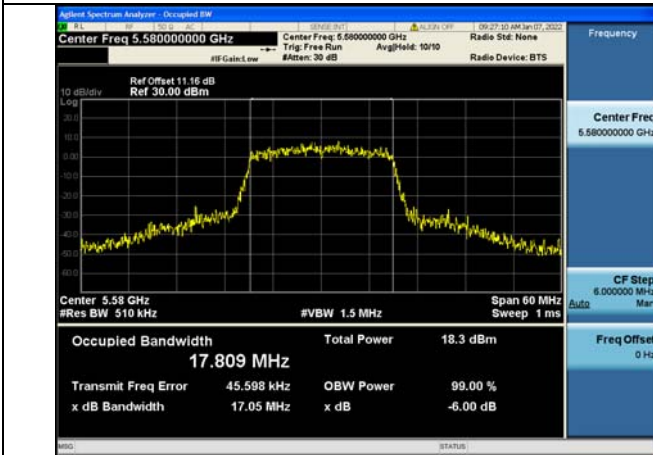 Agilent Spectrum Analyzer - Occupied BW
RL RF 50 Ω AC SENSE:INT ALIGN OFF 09:27:10 AM Jan 07, 2022
Center Freq 5.580000000 GHz
Center Freq: 5.580000000 GHz
Radio Std: None
Trig: Free Run Avg|Hold: 10/10
#IFGain:Low #Atten: 30 dB Radio Device: BTS
Ref Offset 11.16 dB
10 dB/div Ref 30.00 dBm
Log
20.0
10.0
0.00
-10.0
-20.0
-30.0
-40.0
-50.0
-60.0
Center 5.58 GHz Span 60 MHz
#Res BW 510 kHz #VBW 1.5 MHz Sweep 1 ms
Occupied Bandwidth Total Power 18.3 dBm
17.809 MHz
Transmit Freq Error 45.598 kHz OBW Power 99.00 %
x dB Bandwidth 17.05 MHz x dB -6.00 dB
MSG STATUS
Frequency
Center Freq
5.580000000 GHz
CF Step
6.000000 MHz
Auto Man
Freq Offset
0 Hz